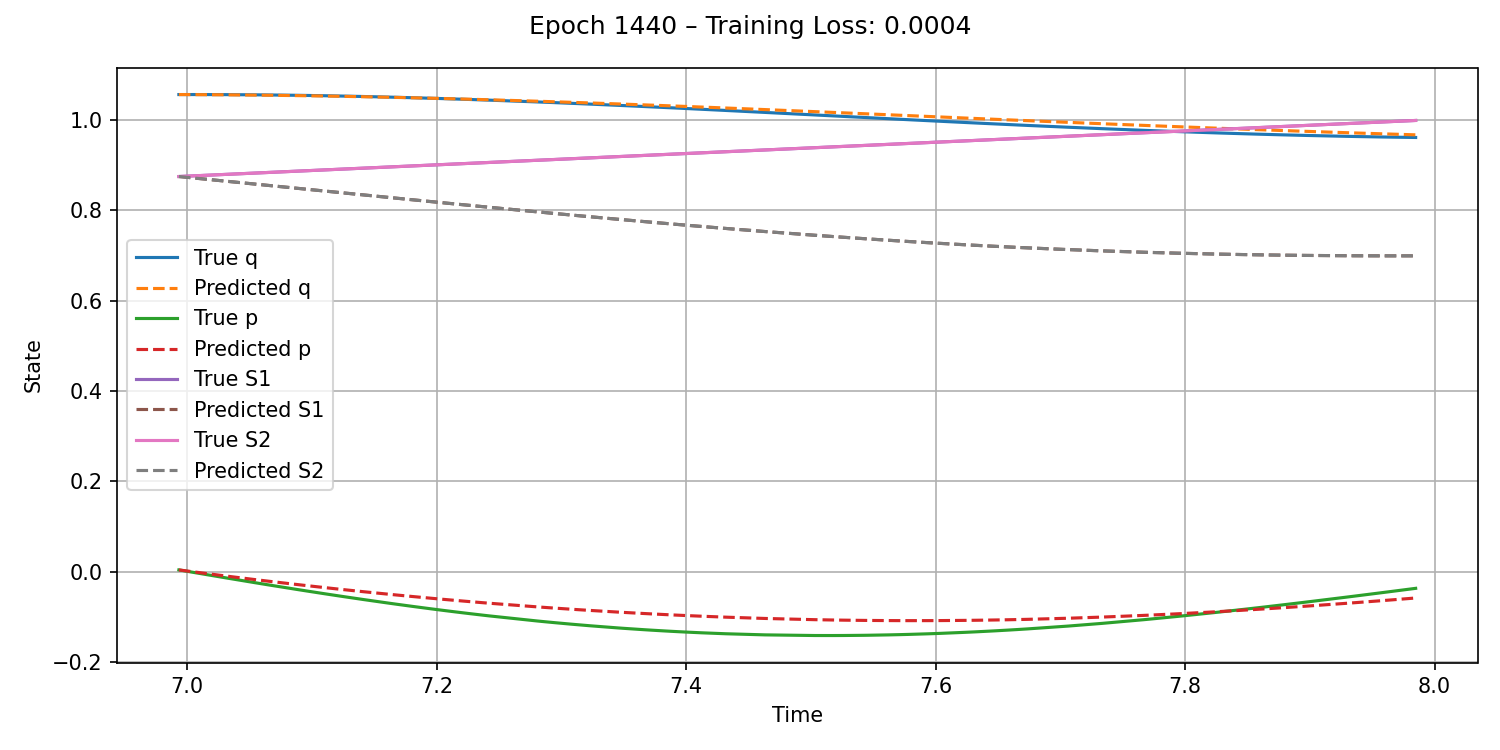 Epoch 1440 – Training Loss: 0.0004
1.0
0.8
0.6
0.4
0.2
0.0
−0.2
State
True q
Predicted q
True p
Predicted p
True S1
Predicted S1
True S2
Predicted S2
7.0 7.2 7.4 7.6 7.8 8.0
Time